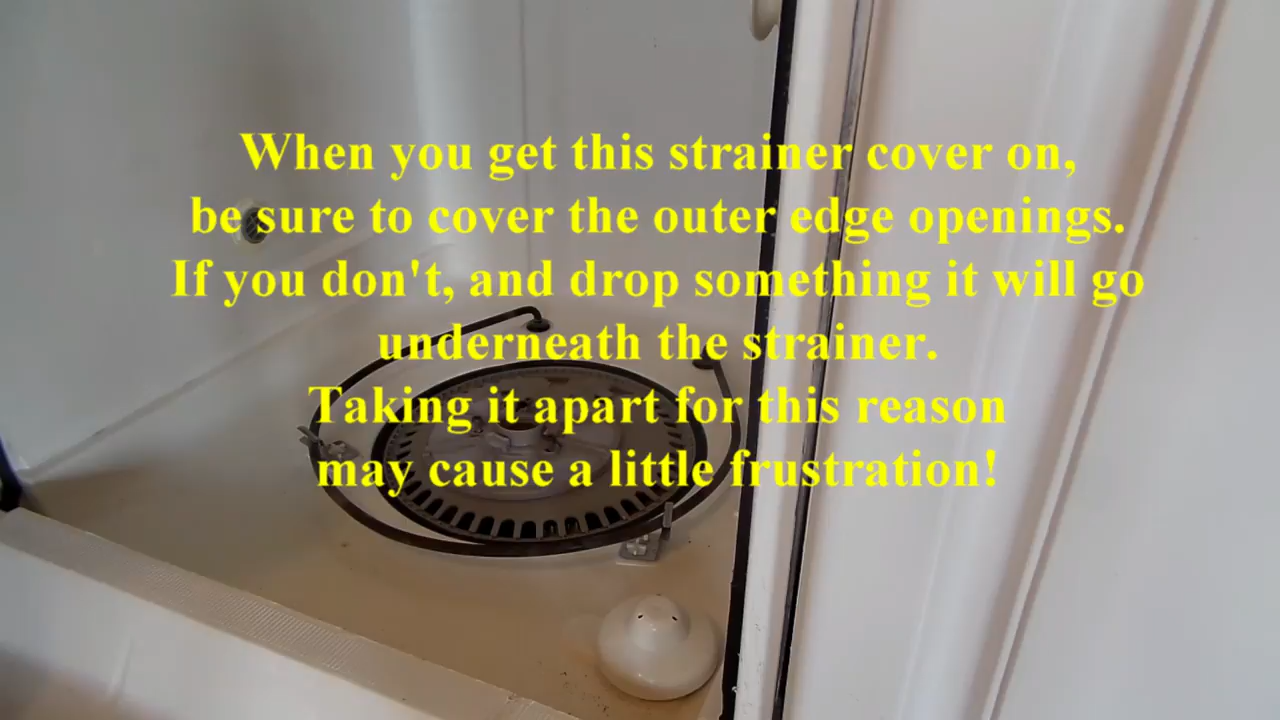 When you get this strainer cover on,
be sure to cover the outer edge openings.
If you don't, and drop something it will go
underneath the strainer.
Taking it apart for this reason
may cause a little frustration!